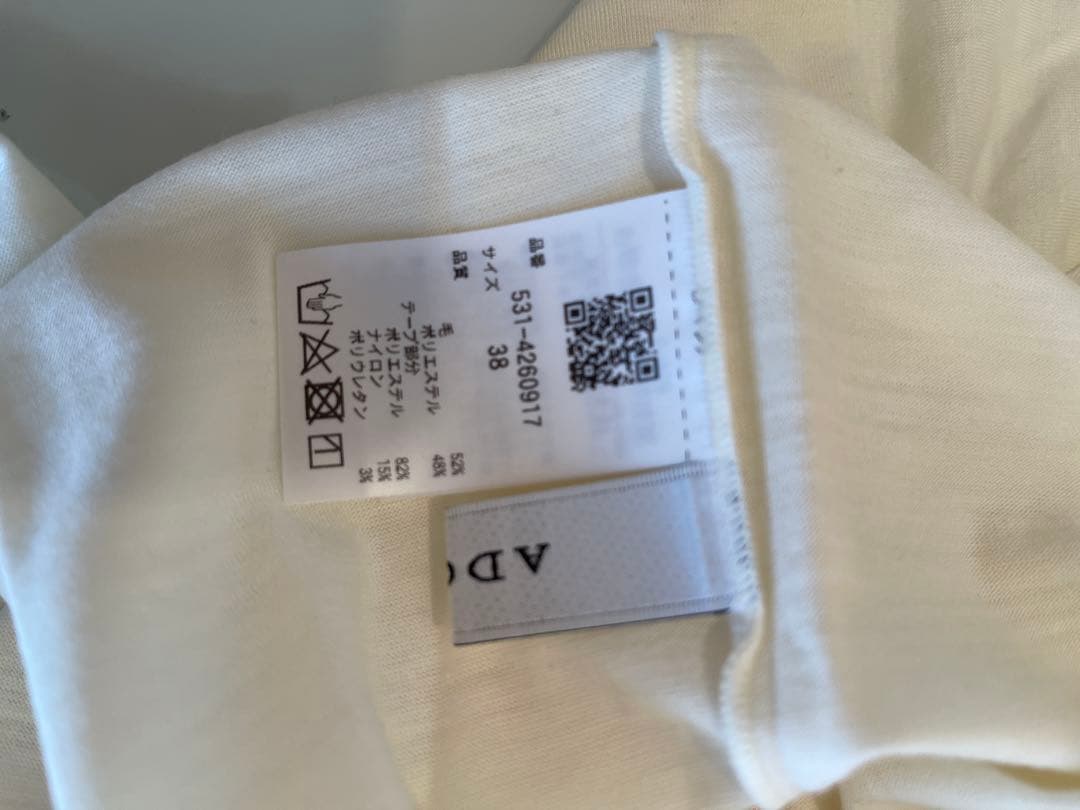 品番
531-4260917
サイズ 38
品質
毛 52%
ポリエステル 48%
テープ部分
ポリエステル 82%
ナイロン 15%
ポリウレタン 3%
AD